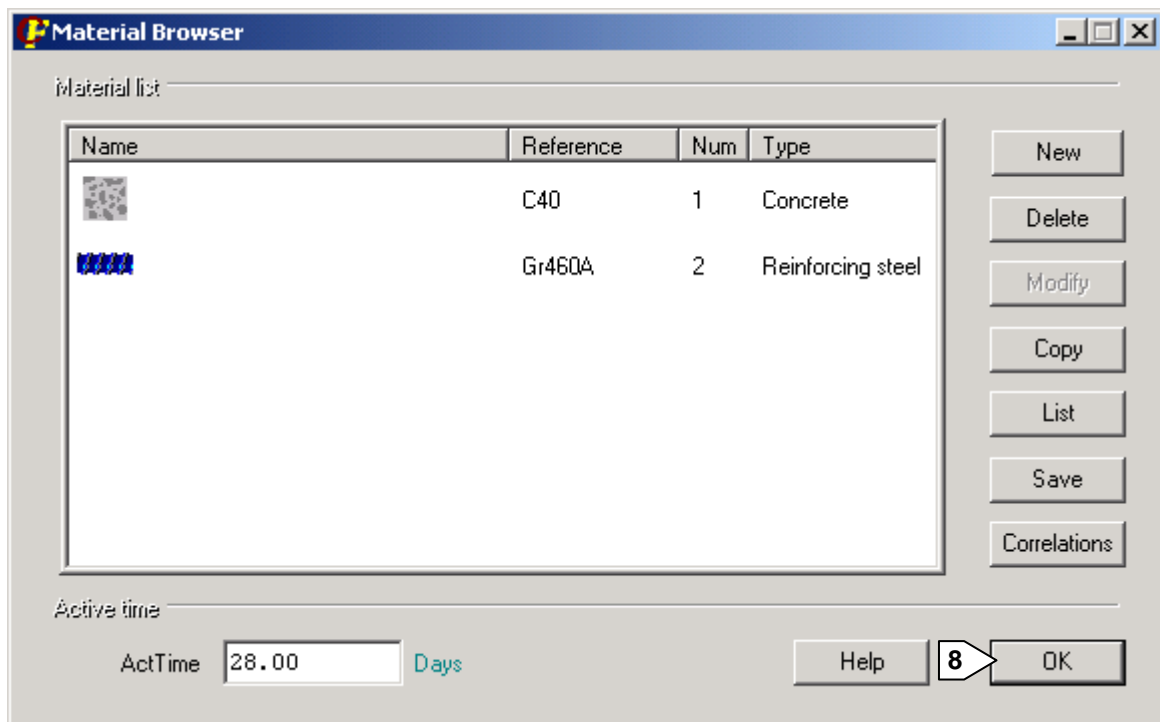 Material Browser
Material list
Name Reference Num Type
New
C40 1 Concrete
Delete
Gr460A 2 Reinforcing steel
Modify
Copy
List
Save
Correlations
Active time
ActTime 28.00 Days Help 8 OK